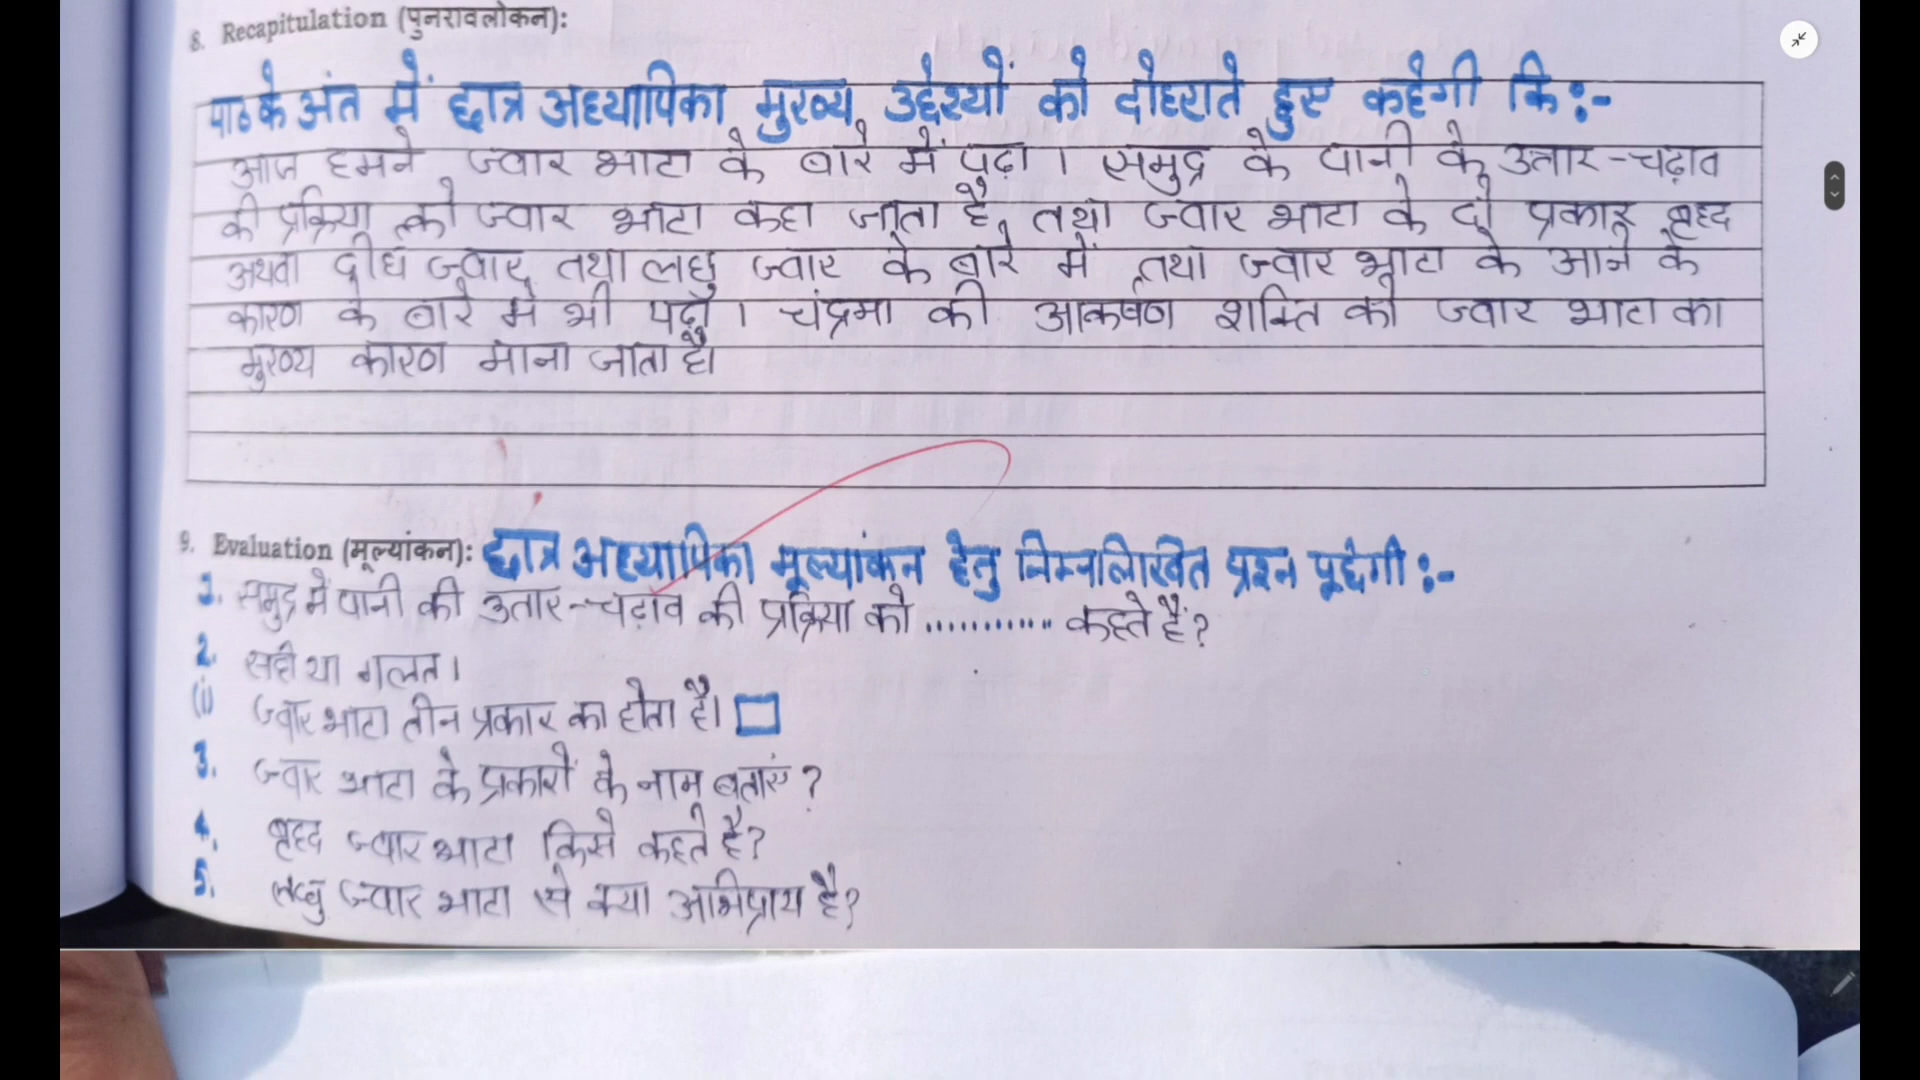 8. Recapitulation (पुनरावलोकन):
पाठ के अंत में छात्र अध्यापिका मुख्य उद्देश्यों को दोहराते हुए कहेगी कि:-
आज हमने ज्वार भाटा के बारे में पढ़ा । समुद्र के पानी के उतार-चढ़ाव
की प्रक्रिया को ज्वार भाटा कहा जाता है, तथा ज्वार भाटा के दो प्रकार बृहद
अथवा दीर्घ ज्वार तथा लघु ज्वार के बारे में तथा ज्वार भाटा के आने के
कारण के बारे में भी पढ़ा । चंद्रमा की आकर्षण शक्ति को ज्वार भाटा का
मुख्य कारण माना जाता है।
9. Evaluation (मूल्यांकन): छात्र अध्यापिका मूल्यांकन हेतु निम्नलिखित प्रश्न पूछेगी:-
1. समुद्र में पानी की उतार-चढ़ाव की प्रक्रिया को ............. कहते हैं?
2. सही या गलत।
(i) ज्वार भाटा तीन प्रकार का होता है।
3. ज्वार भाटा के प्रकारों के नाम बताएं?
4. बृहद ज्वार भाटा किसे कहते है?
5. लघु ज्वार भाटा से क्या अभिप्राय है?